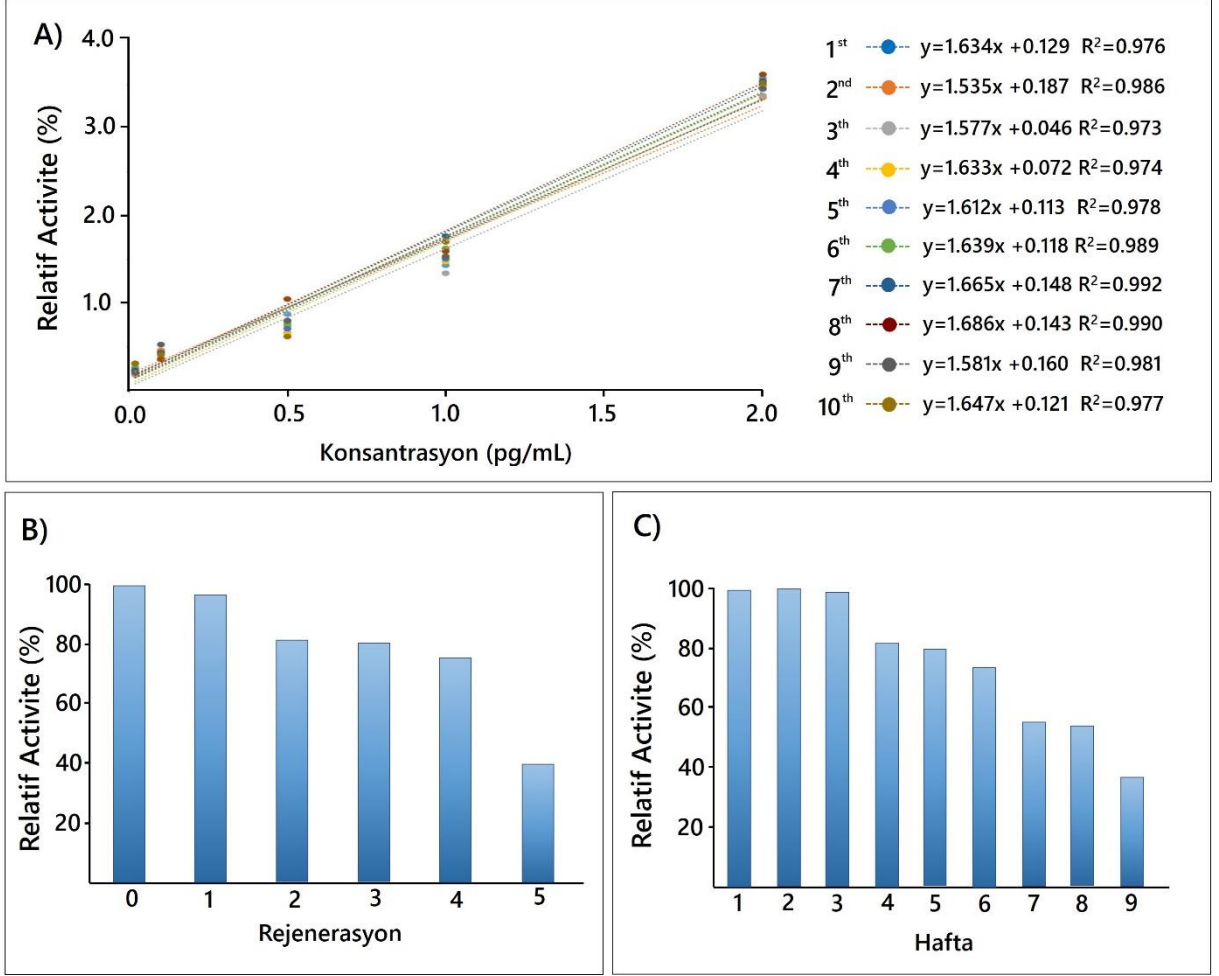 A)
4.0
3.0
2.0
1.0
0.0
0.5
1.0
1.5
2.0
Relatif Activite (%)
Konsantrasyon (pg/mL)
1st y=1.634x +0.129 R2=0.976
2nd y=1.535x +0.187 R2=0.986
3th y=1.577x +0.046 R2=0.973
4th y=1.633x +0.072 R2=0.974
5th y=1.612x +0.113 R2=0.978
6th y=1.639x +0.118 R2=0.989
7th y=1.665x +0.148 R2=0.992
8th y=1.686x +0.143 R2=0.990
9th y=1.581x +0.160 R2=0.981
10th y=1.647x +0.121 R2=0.977
B)
100
80
60
40
20
Relatif Activite (%)
0 1 2 3 4 5
Rejenerasyon
C)
100
80
60
40
20
Relatif Activite (%)
1 2 3 4 5 6 7 8 9
Hafta